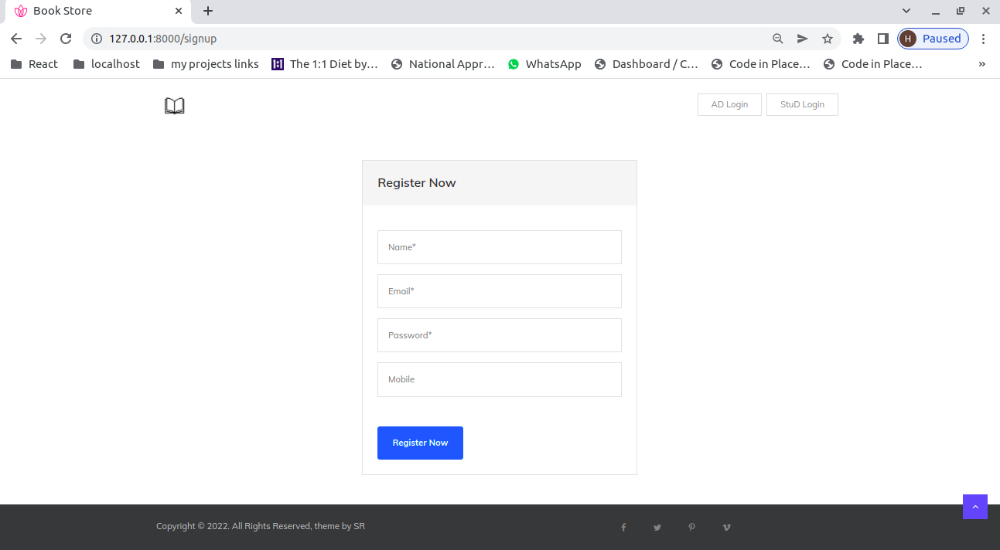 Book Store
127.0.0.1:8000/signup
H Paused
React localhost my projects links The 1:1 Diet by... National Appr... WhatsApp Dashboard / C... Code in Place... Code in Place... »
AD Login StuD Login
Register Now
Name*
Email*
Password*
Mobile
Register Now
Copyright © 2022. All Rights Reserved, theme by SR